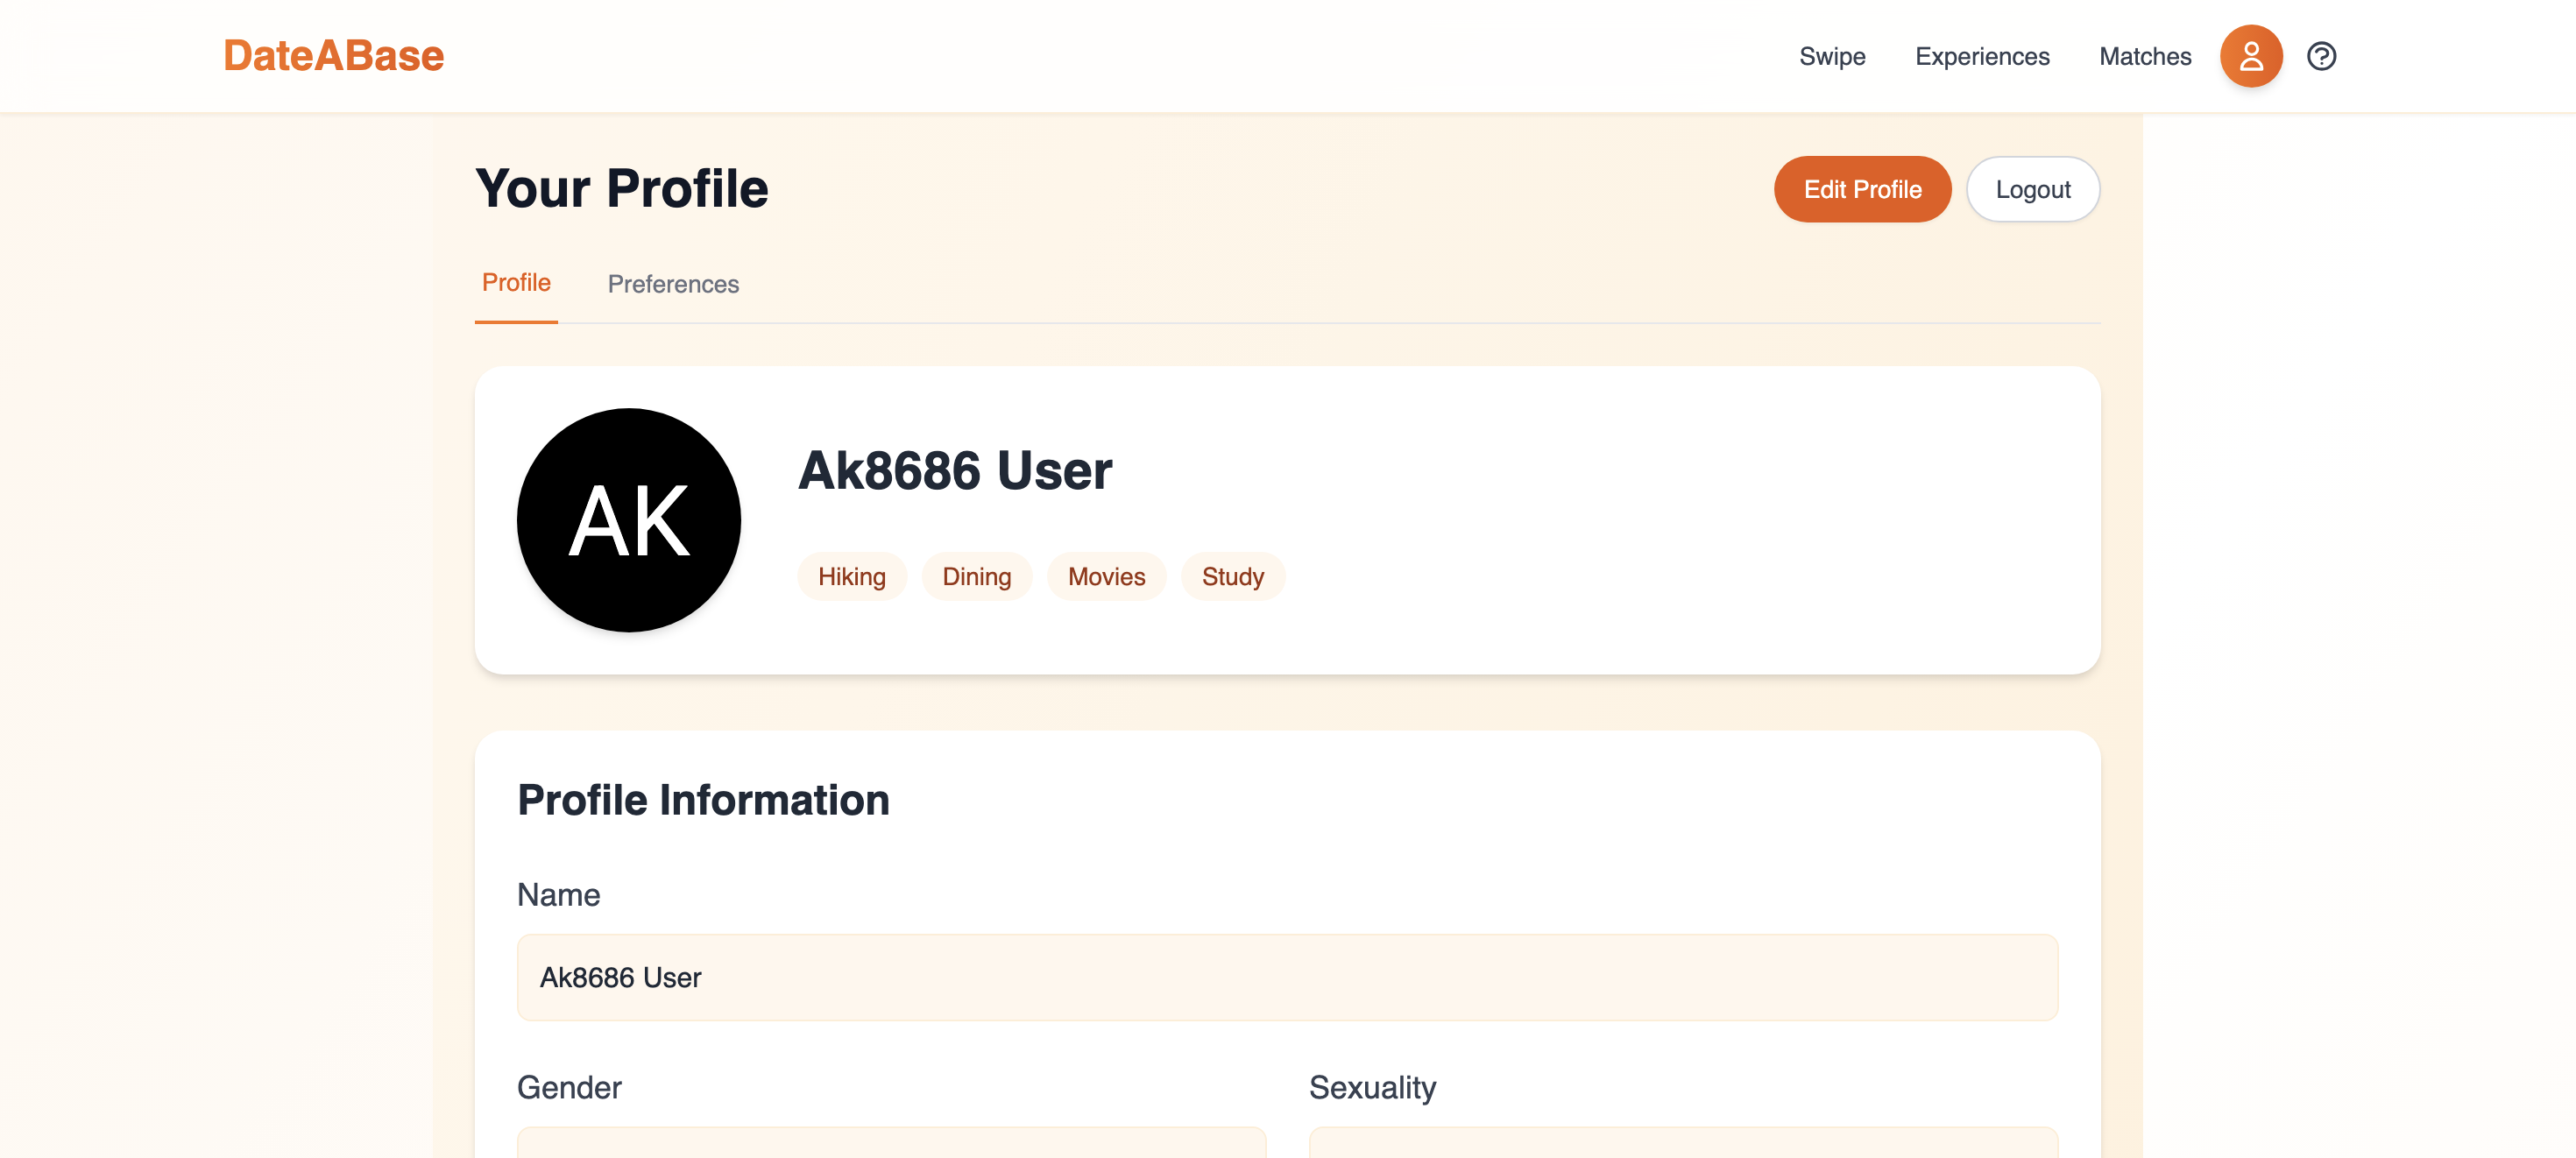 DateABase
Swipe Experiences Matches
Your Profile
Edit Profile Logout
Profile Preferences
AK
Ak8686 User
Hiking Dining Movies Study
Profile Information
Name
Ak8686 User
Gender Sexuality